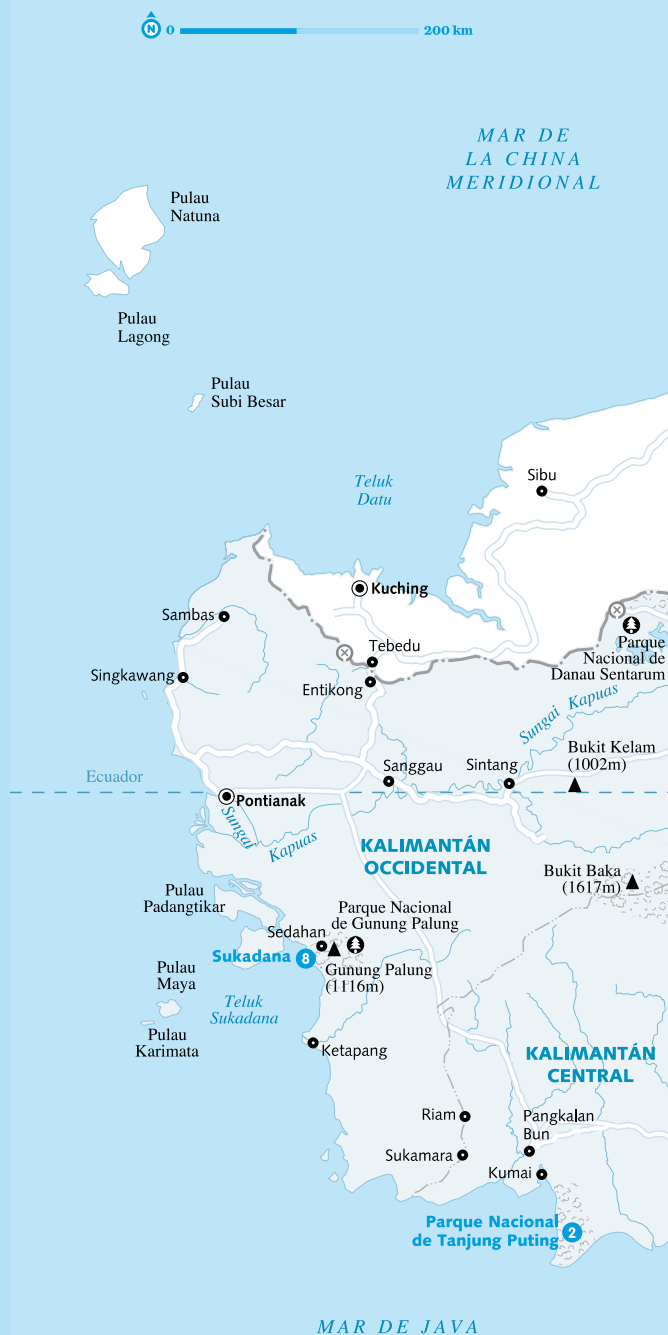 N 0 200 km
MAR DE
LA CHINA
MERIDIONAL
Pulau
Natuna
Pulau
Lagong
Pulau
Subi Besar
Sibu
Teluk
Datu
Kuching
Sambas
Tebedu
Parque
Nacional de
Danau Sentarum
Singkawang
Entikong
Sungai Kapuas
Bukit Kelam
(1002m)
Sanggau
Sintang
Ecuador
Pontianak
Sungai
Kapuas
KALIMANTÁN
OCCIDENTAL
Bukit Baka
(1617m)
Pulau
Padangtikar
Parque Nacional
de Gunung Palung
Sedahan
Sukadana 8
Gunung Palung
(1116m)
Pulau
Maya
Teluk
Sukadana
Pulau
Karimata
Ketapang
KALIMANTÁN
CENTRAL
Riam
Pangkalan
Bun
Sukamara
Kumai
Parque Nacional
de Tanjung Puting 2
MAR DE JAVA